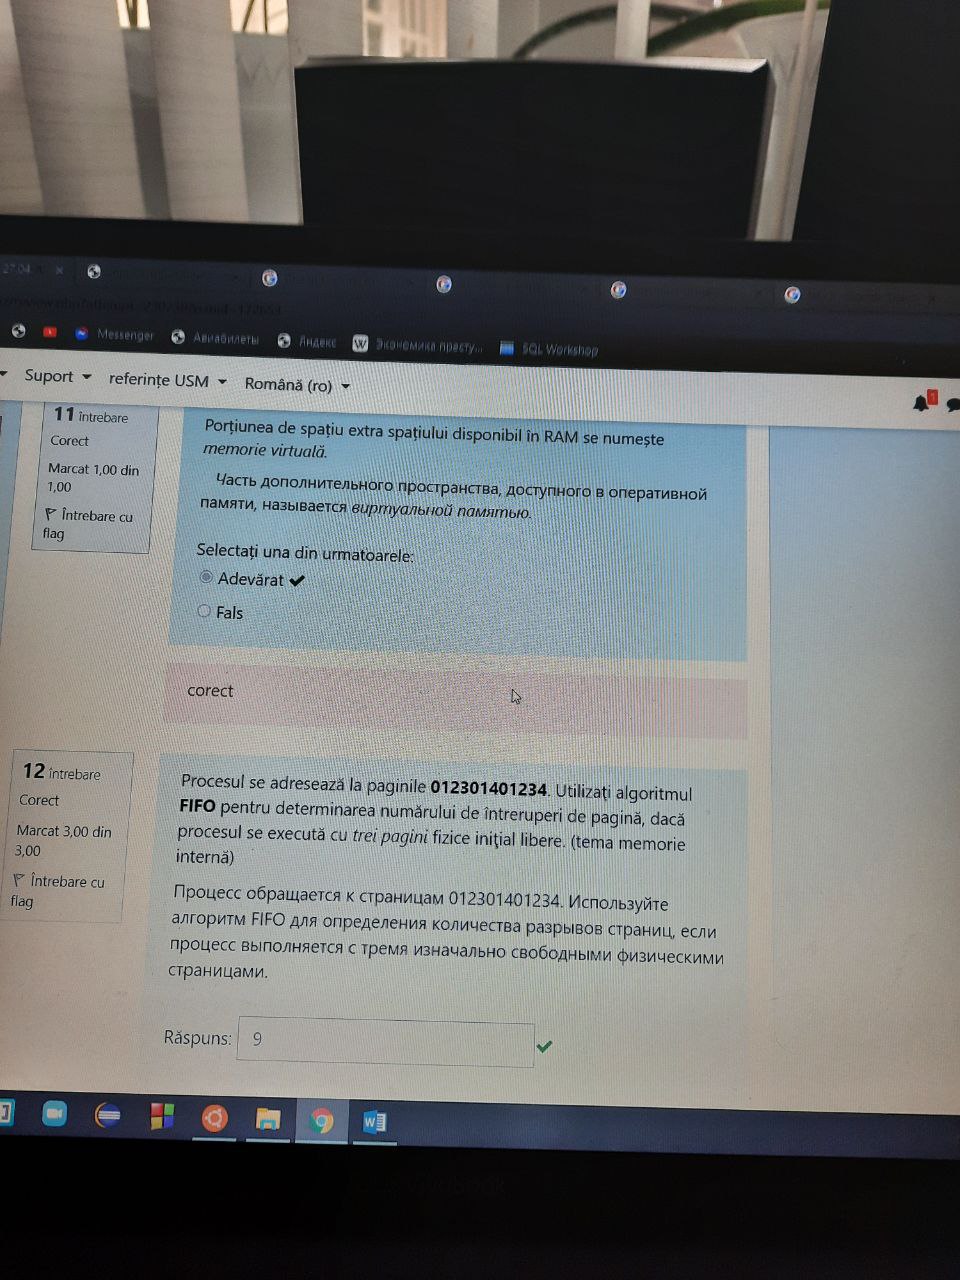 27.04
Messenger
Авиабилеты
Яндекс
W
Экономика престу...
SQL Workshop
Suport
referințe USM
Română (ro)
1
11 întrebare
Corect
Marcat 1,00 din
1,00
Întrebare cu
flag
Porțiunea de spațiu extra spațiului disponibil în RAM se numește
memorie virtuală.
Часть дополнительного пространства, доступного в оперативной
памяти, называется виртуальной памятью.
Selectați una din urmatoarele:
Adevărat
Fals
corect
12 întrebare
Corect
Marcat 3,00 din
3,00
Întrebare cu
flag
Procesul se adresează la paginile 012301401234. Utilizaţi algoritmul
FIFO pentru determinarea numărului de întreruperi de pagină, dacă
procesul se execută cu trei pagini fizice iniţial libere. (tema memorie
internă)
Процесс обращается к страницам 012301401234. Используйте
алгоритм FIFO для определения количества разрывов страниц, если
процесс выполняется с тремя изначально свободными физическими
страницами.
Răspuns: 9
W